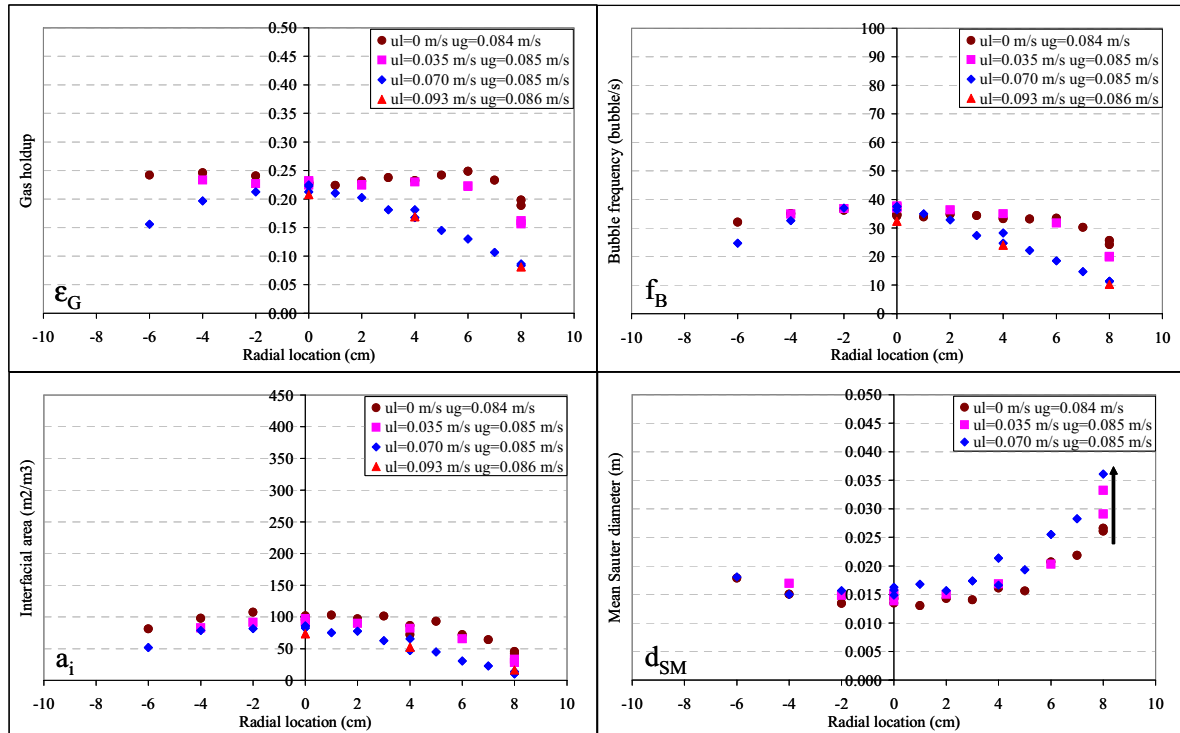 0.50
0.45
0.40
0.35
0.30
0.25
0.20
0.15
0.10
0.05
0.00
Gas holdup
ul=0 m/s ug=0.084 m/s
ul=0.035 m/s ug=0.085 m/s
ul=0.070 m/s ug=0.085 m/s
ul=0.093 m/s ug=0.086 m/s
εG
-10 -8 -6 -4 -2 0 2 4 6 8 10
Radial location (cm)
100
90
80
70
60
50
40
30
20
10
0
Bubble frequency (bubble/s)
ul=0 m/s ug=0.084 m/s
ul=0.035 m/s ug=0.085 m/s
ul=0.070 m/s ug=0.085 m/s
ul=0.093 m/s ug=0.086 m/s
fB
-10 -8 -6 -4 -2 0 2 4 6 8 10
Radial location (cm)
450
400
350
300
250
200
150
100
50
0
Interfacial area (m2/m3)
ul=0 m/s ug=0.084 m/s
ul=0.035 m/s ug=0.085 m/s
ul=0.070 m/s ug=0.085 m/s
ul=0.093 m/s ug=0.086 m/s
ai
-10 -8 -6 -4 -2 0 2 4 6 8 10
Radial location (cm)
0.050
0.045
0.040
0.035
0.030
0.025
0.020
0.015
0.010
0.005
0.000
Mean Sauter diameter (m)
ul=0 m/s ug=0.084 m/s
ul=0.035 m/s ug=0.085 m/s
ul=0.070 m/s ug=0.085 m/s
dSM
-10 -8 -6 -4 -2 0 2 4 6 8 10
Radial location (cm)